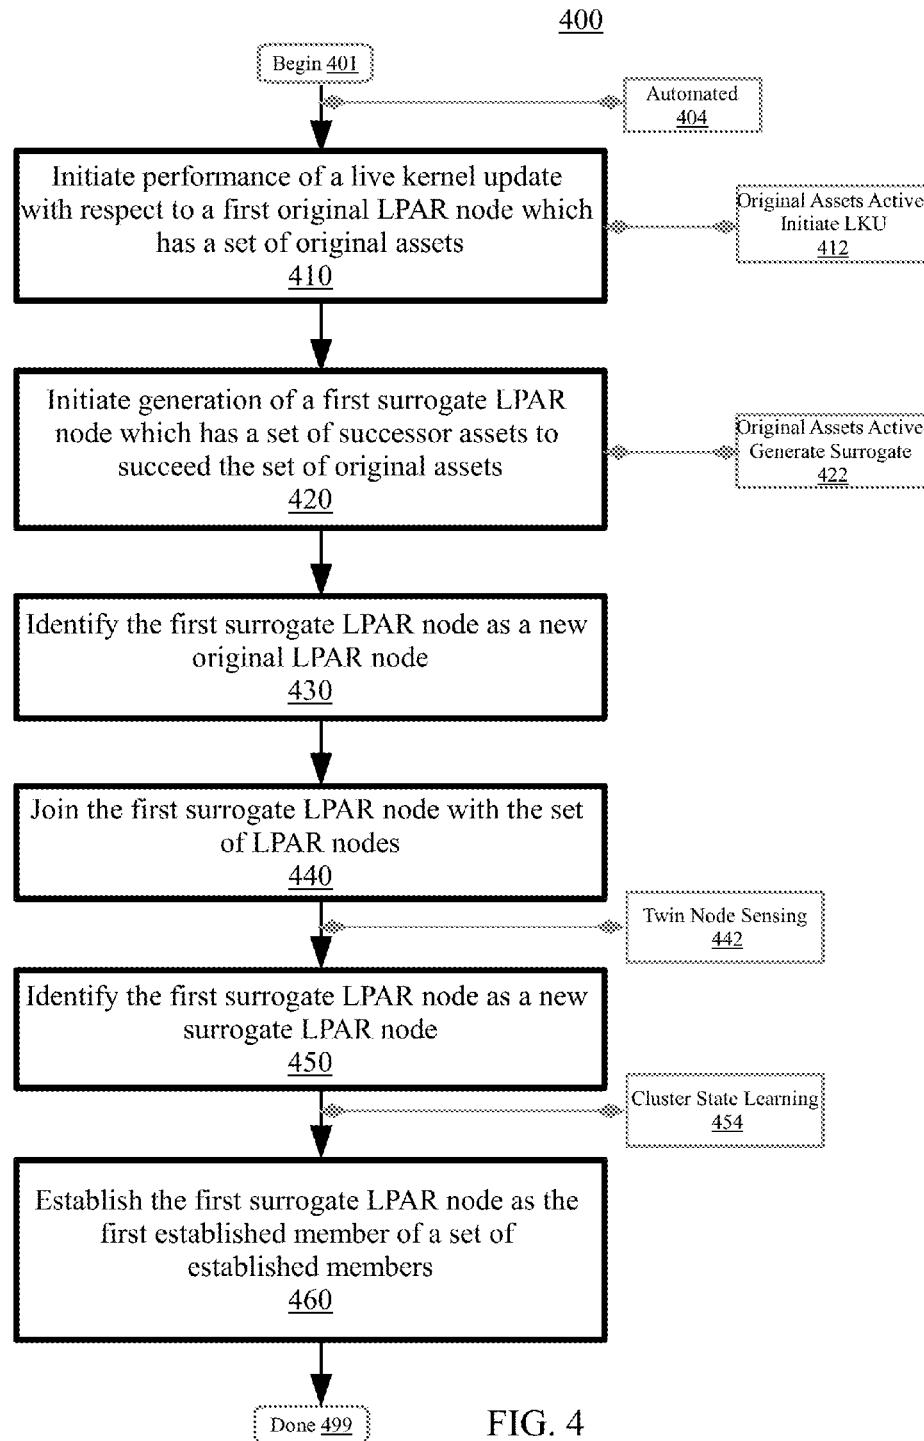 400
Begin 401
Automated
404
Initiate performance of a live kernel update
with respect to a first original LPAR node which
has a set of original assets
410
Original Assets Active
Initiate LKU
412
Initiate generation of a first surrogate LPAR
node which has a set of successor assets to
succeed the set of original assets
420
Original Assets Active
Generate Surrogate
422
Identify the first surrogate LPAR node as a new
original LPAR node
430
Join the first surrogate LPAR node with the set
of LPAR nodes
440
Twin Node Sensing
442
Identify the first surrogate LPAR node as a new
surrogate LPAR node
450
Cluster State Learning
454
Establish the first surrogate LPAR node as the
first established member of a set of
established members
460
Done 499
FIG. 4